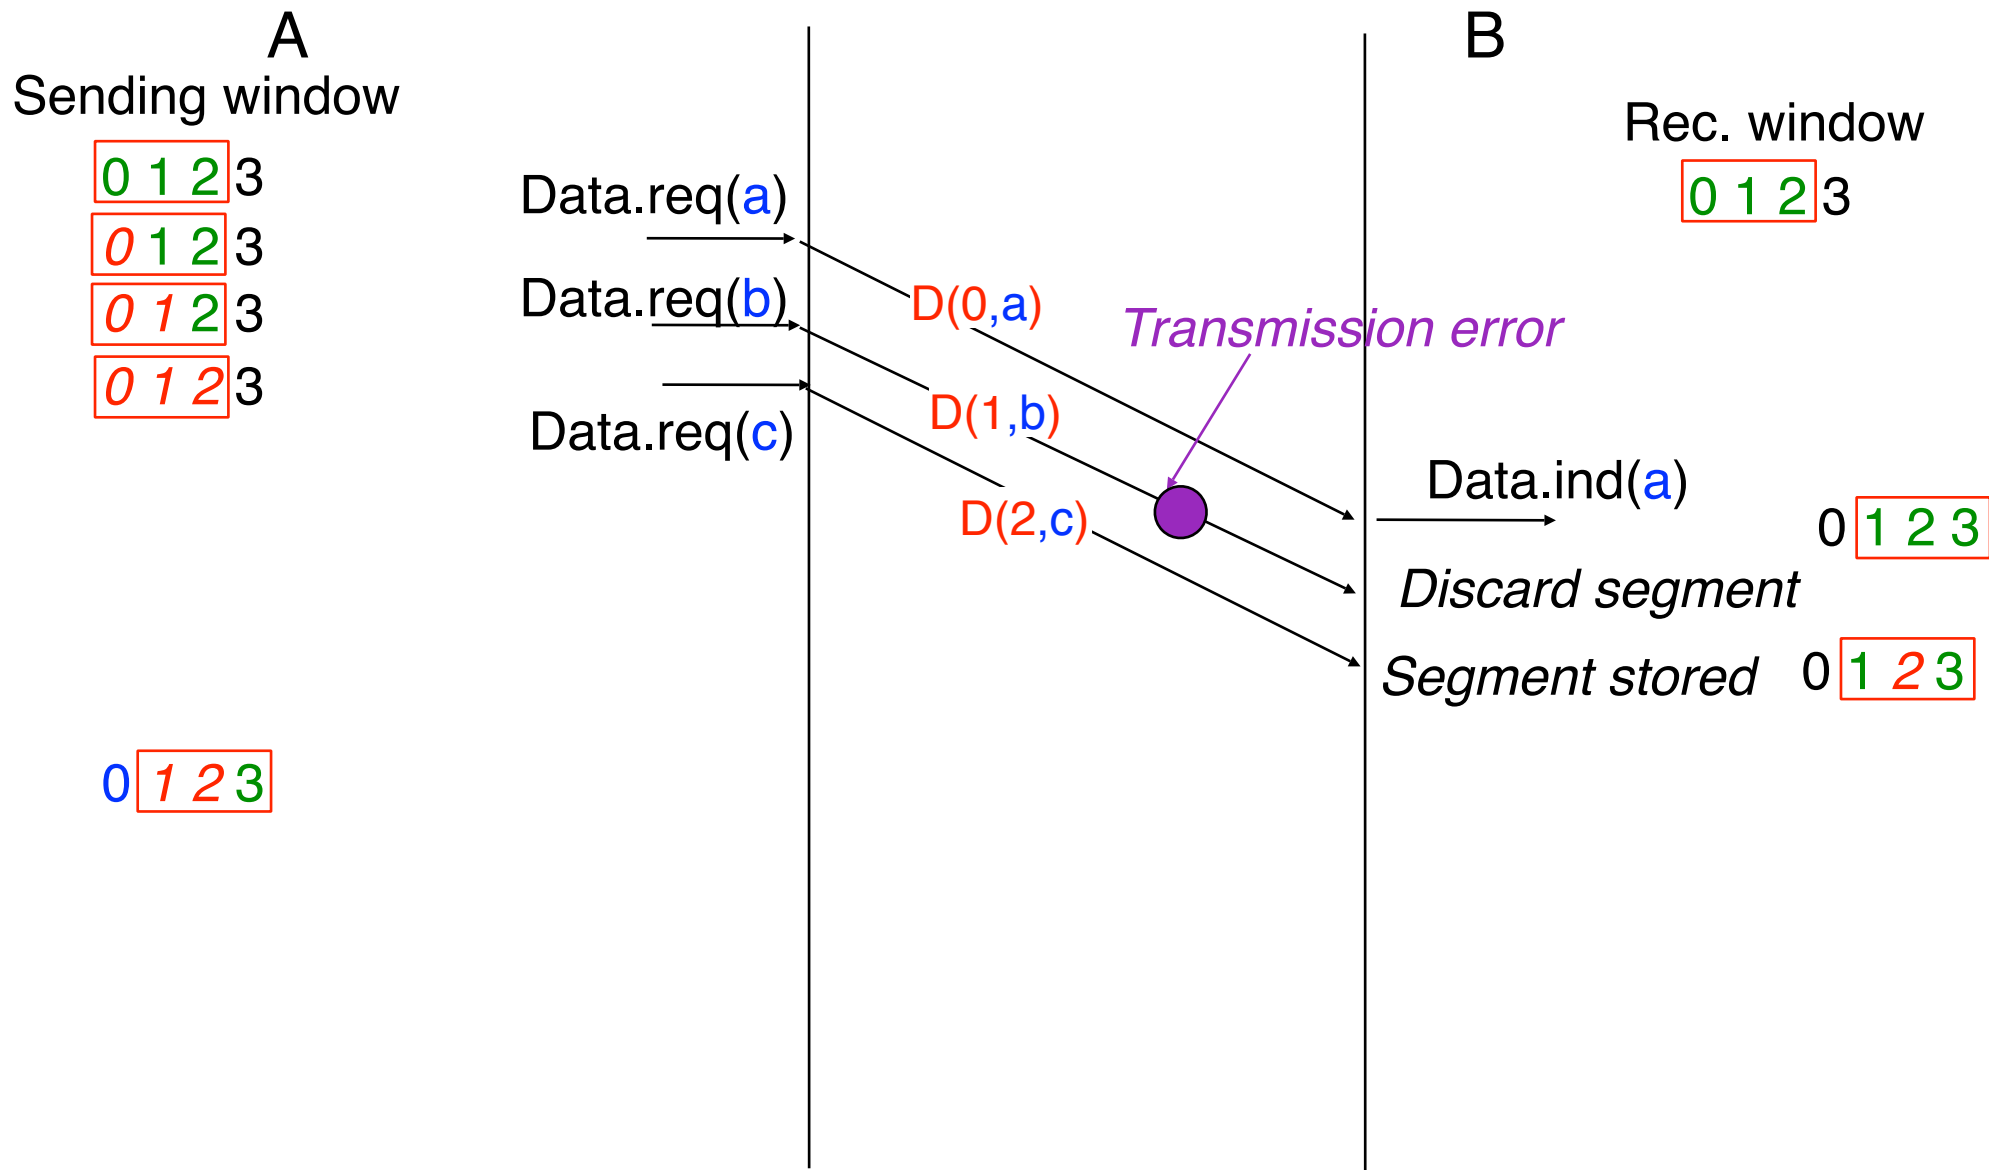 A
B
Sending window
Rec. window
0 1 2 3
0 1 2 3
Data.req(a)
0 1 2 3
Data.req(b)
D(0,a)
0 1 2 3
Transmission error
0 1 2 3
D(1,b)
Data.req(c)
Data.ind(a)
D(2,c)
0 1 2 3
Discard segment
Segment stored
0 1 2 3
0 1 2 3